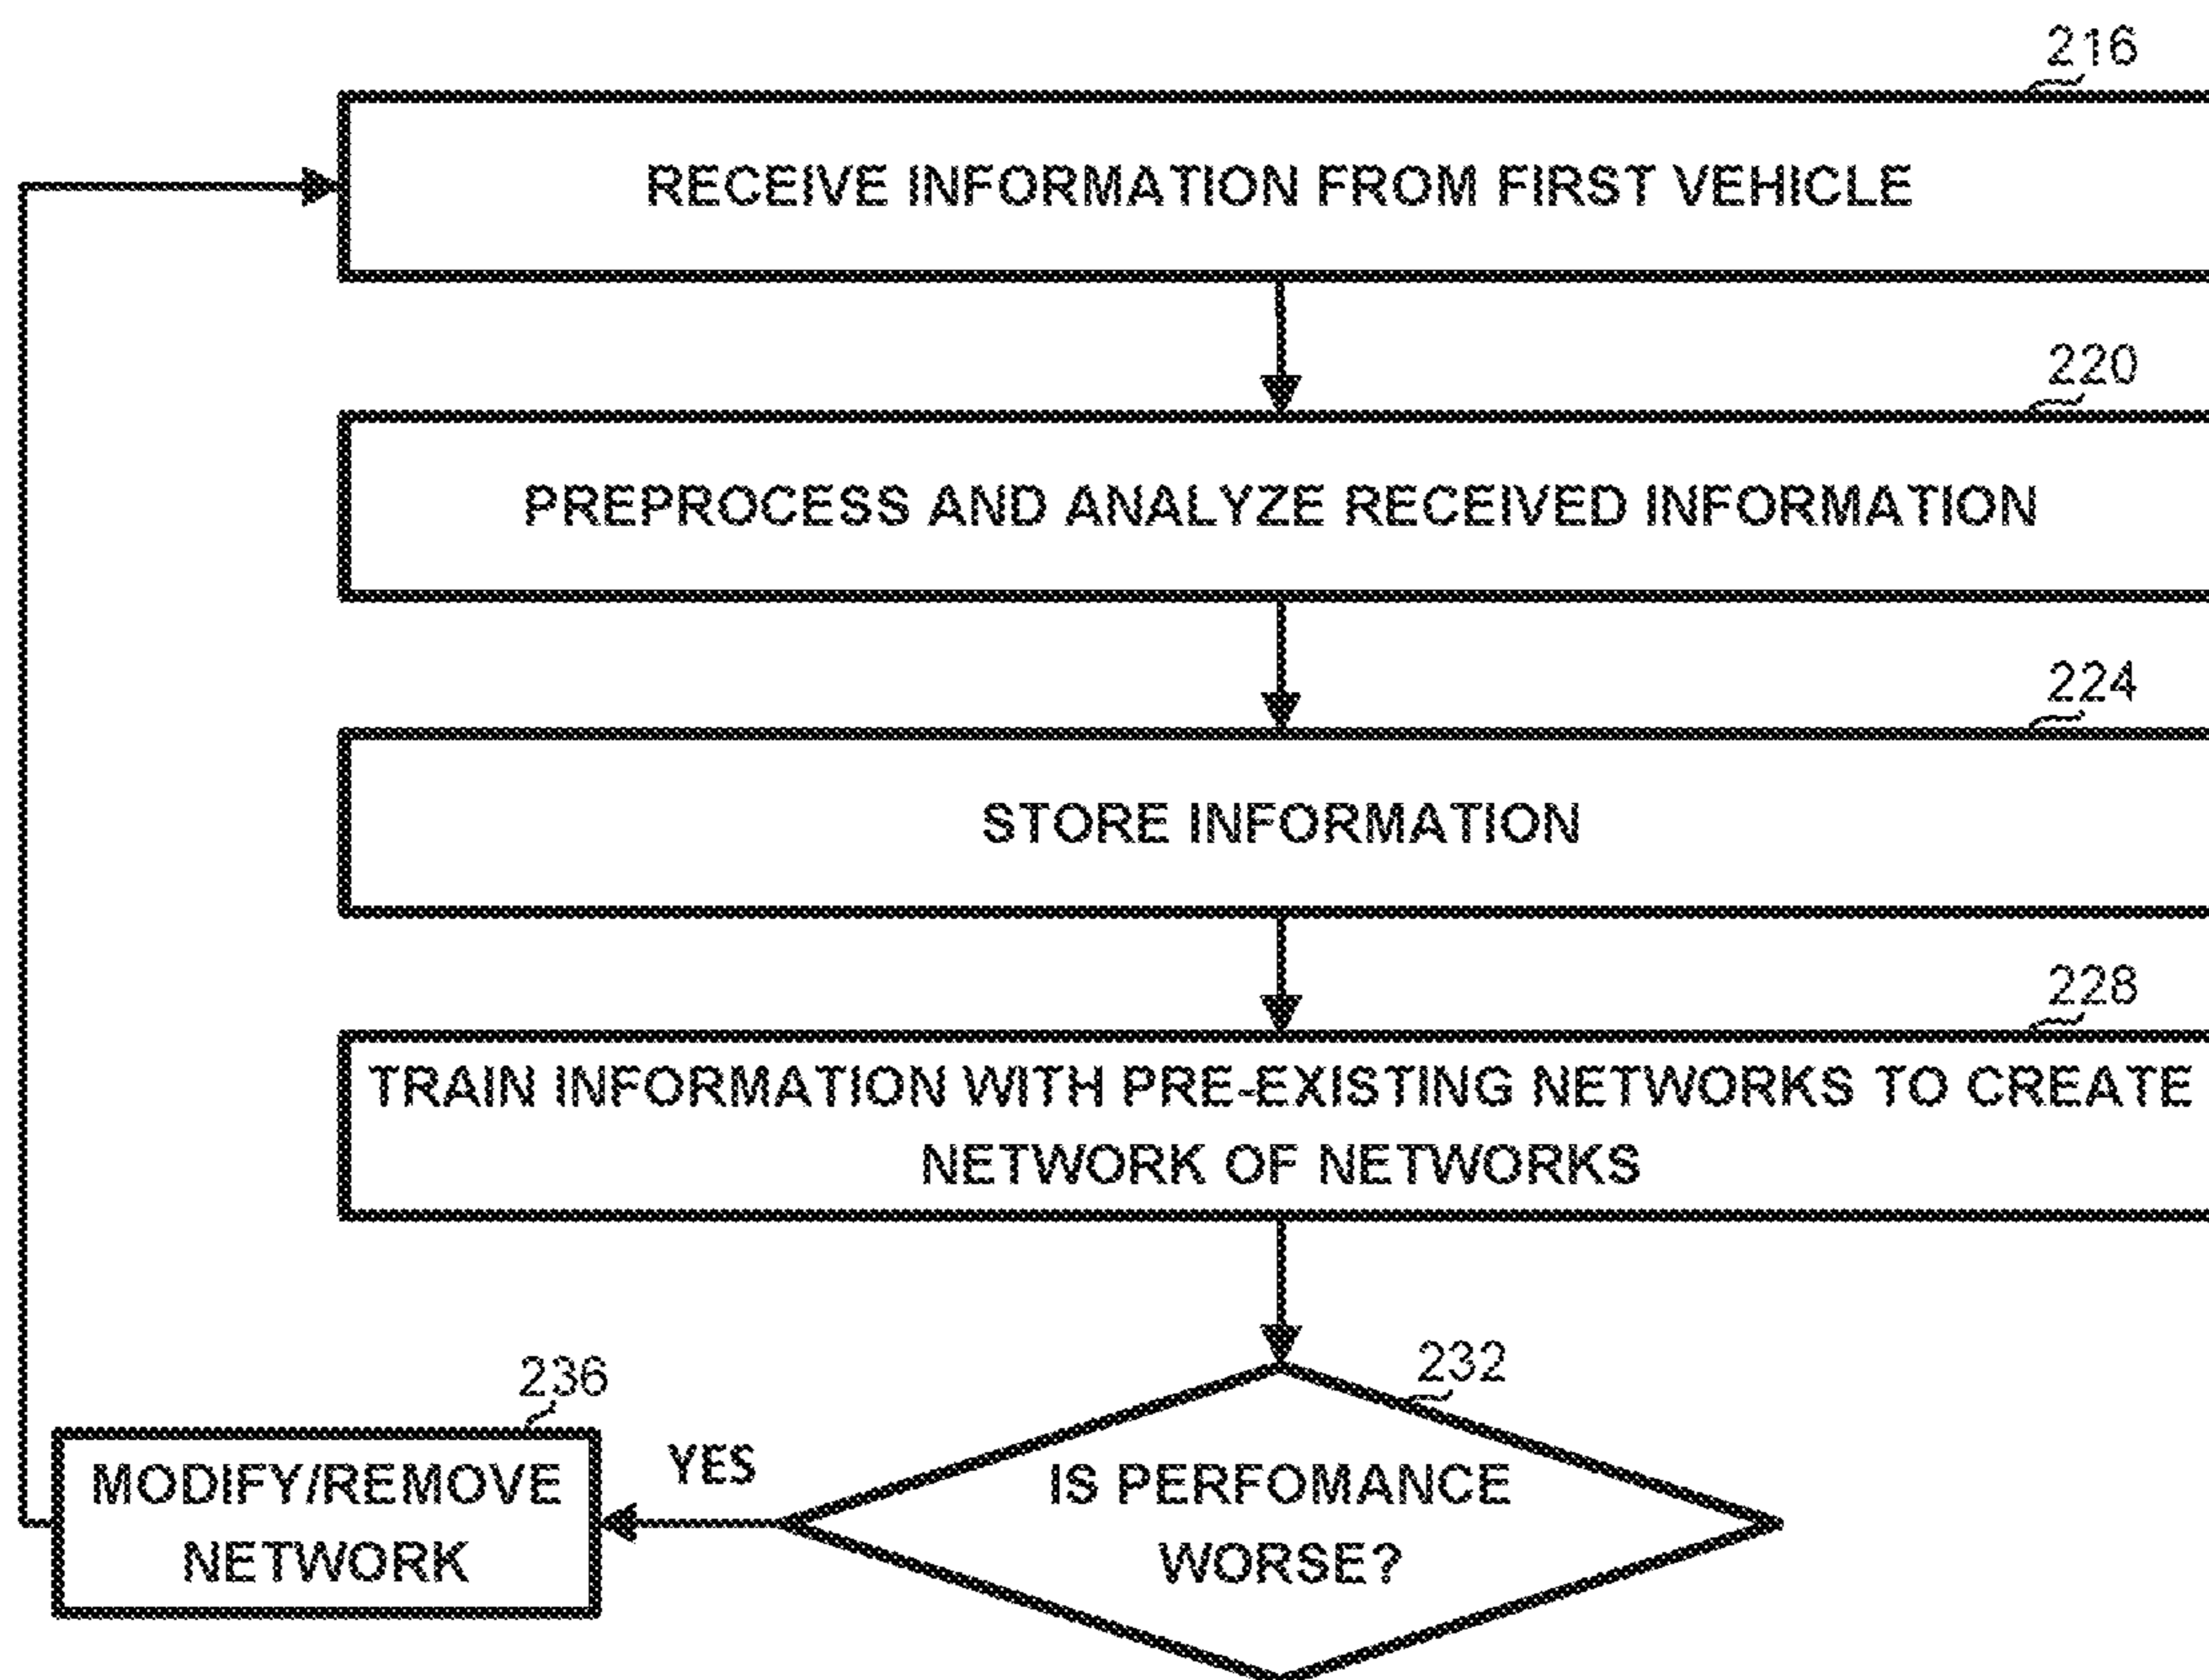 216
RECEIVE INFORMATION FROM FIRST VEHICLE
220
PREPROCESS AND ANALYZE RECEIVED INFORMATION
224
STORE INFORMATION
228
TRAIN INFORMATION WITH PRE-EXISTING NETWORKS TO CREATE
NETWORK OF NETWORKS
232
IS PERFOMANCE
WORSE?
YES
236
MODIFY/REMOVE
NETWORK